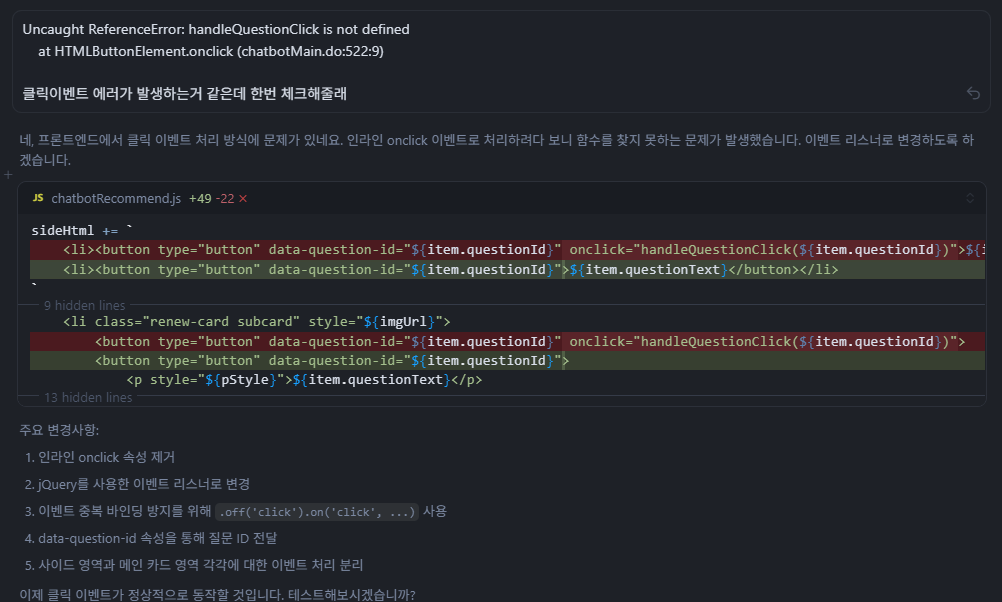 Uncaught ReferenceError: handleQuestionClick is not defined
    at HTMLButtonElement.onclick (chatbotMain.do:522:9)
클릭이벤트 에러가 발생하는거 같은데 한번 체크해줄래
네, 프론트엔드에서 클릭 이벤트 처리 방식에 문제가 있네요. 인라인 onclick 이벤트로 처리하려다 보니 함수를 찾지 못하는 문제가 발생했습니다. 이벤트 리스너로 변경하도록 하
겠습니다.
JS chatbotRecommend.js +49 -22 ×
sideHtml += `
    <li><button type="button" data-question-id="${item.questionId}" onclick="handleQuestionClick(${item.questionId})">${i
    <li><button type="button" data-question-id="${item.questionId}">${item.questionText}</button></li>
`
9 hidden lines
    <li class="renew-card subcard" style="${imgUrl}">
        <button type="button" data-question-id="${item.questionId}" onclick="handleQuestionClick(${item.questionId})">
        <button type="button" data-question-id="${item.questionId}">
            <p style="${pStyle}">${item.questionText}</p>
13 hidden lines
주요 변경사항:
1. 인라인 onclick 속성 제거
2. jQuery를 사용한 이벤트 리스너로 변경
3. 이벤트 중복 바인딩 방지를 위해 .off('click').on('click', ...) 사용
4. data-question-id 속성을 통해 질문 ID 전달
5. 사이드 영역과 메인 카드 영역 각각에 대한 이벤트 처리 분리
이제 클릭 이벤트가 정상적으로 동작할 것입니다. 테스트해보시겠습니까?